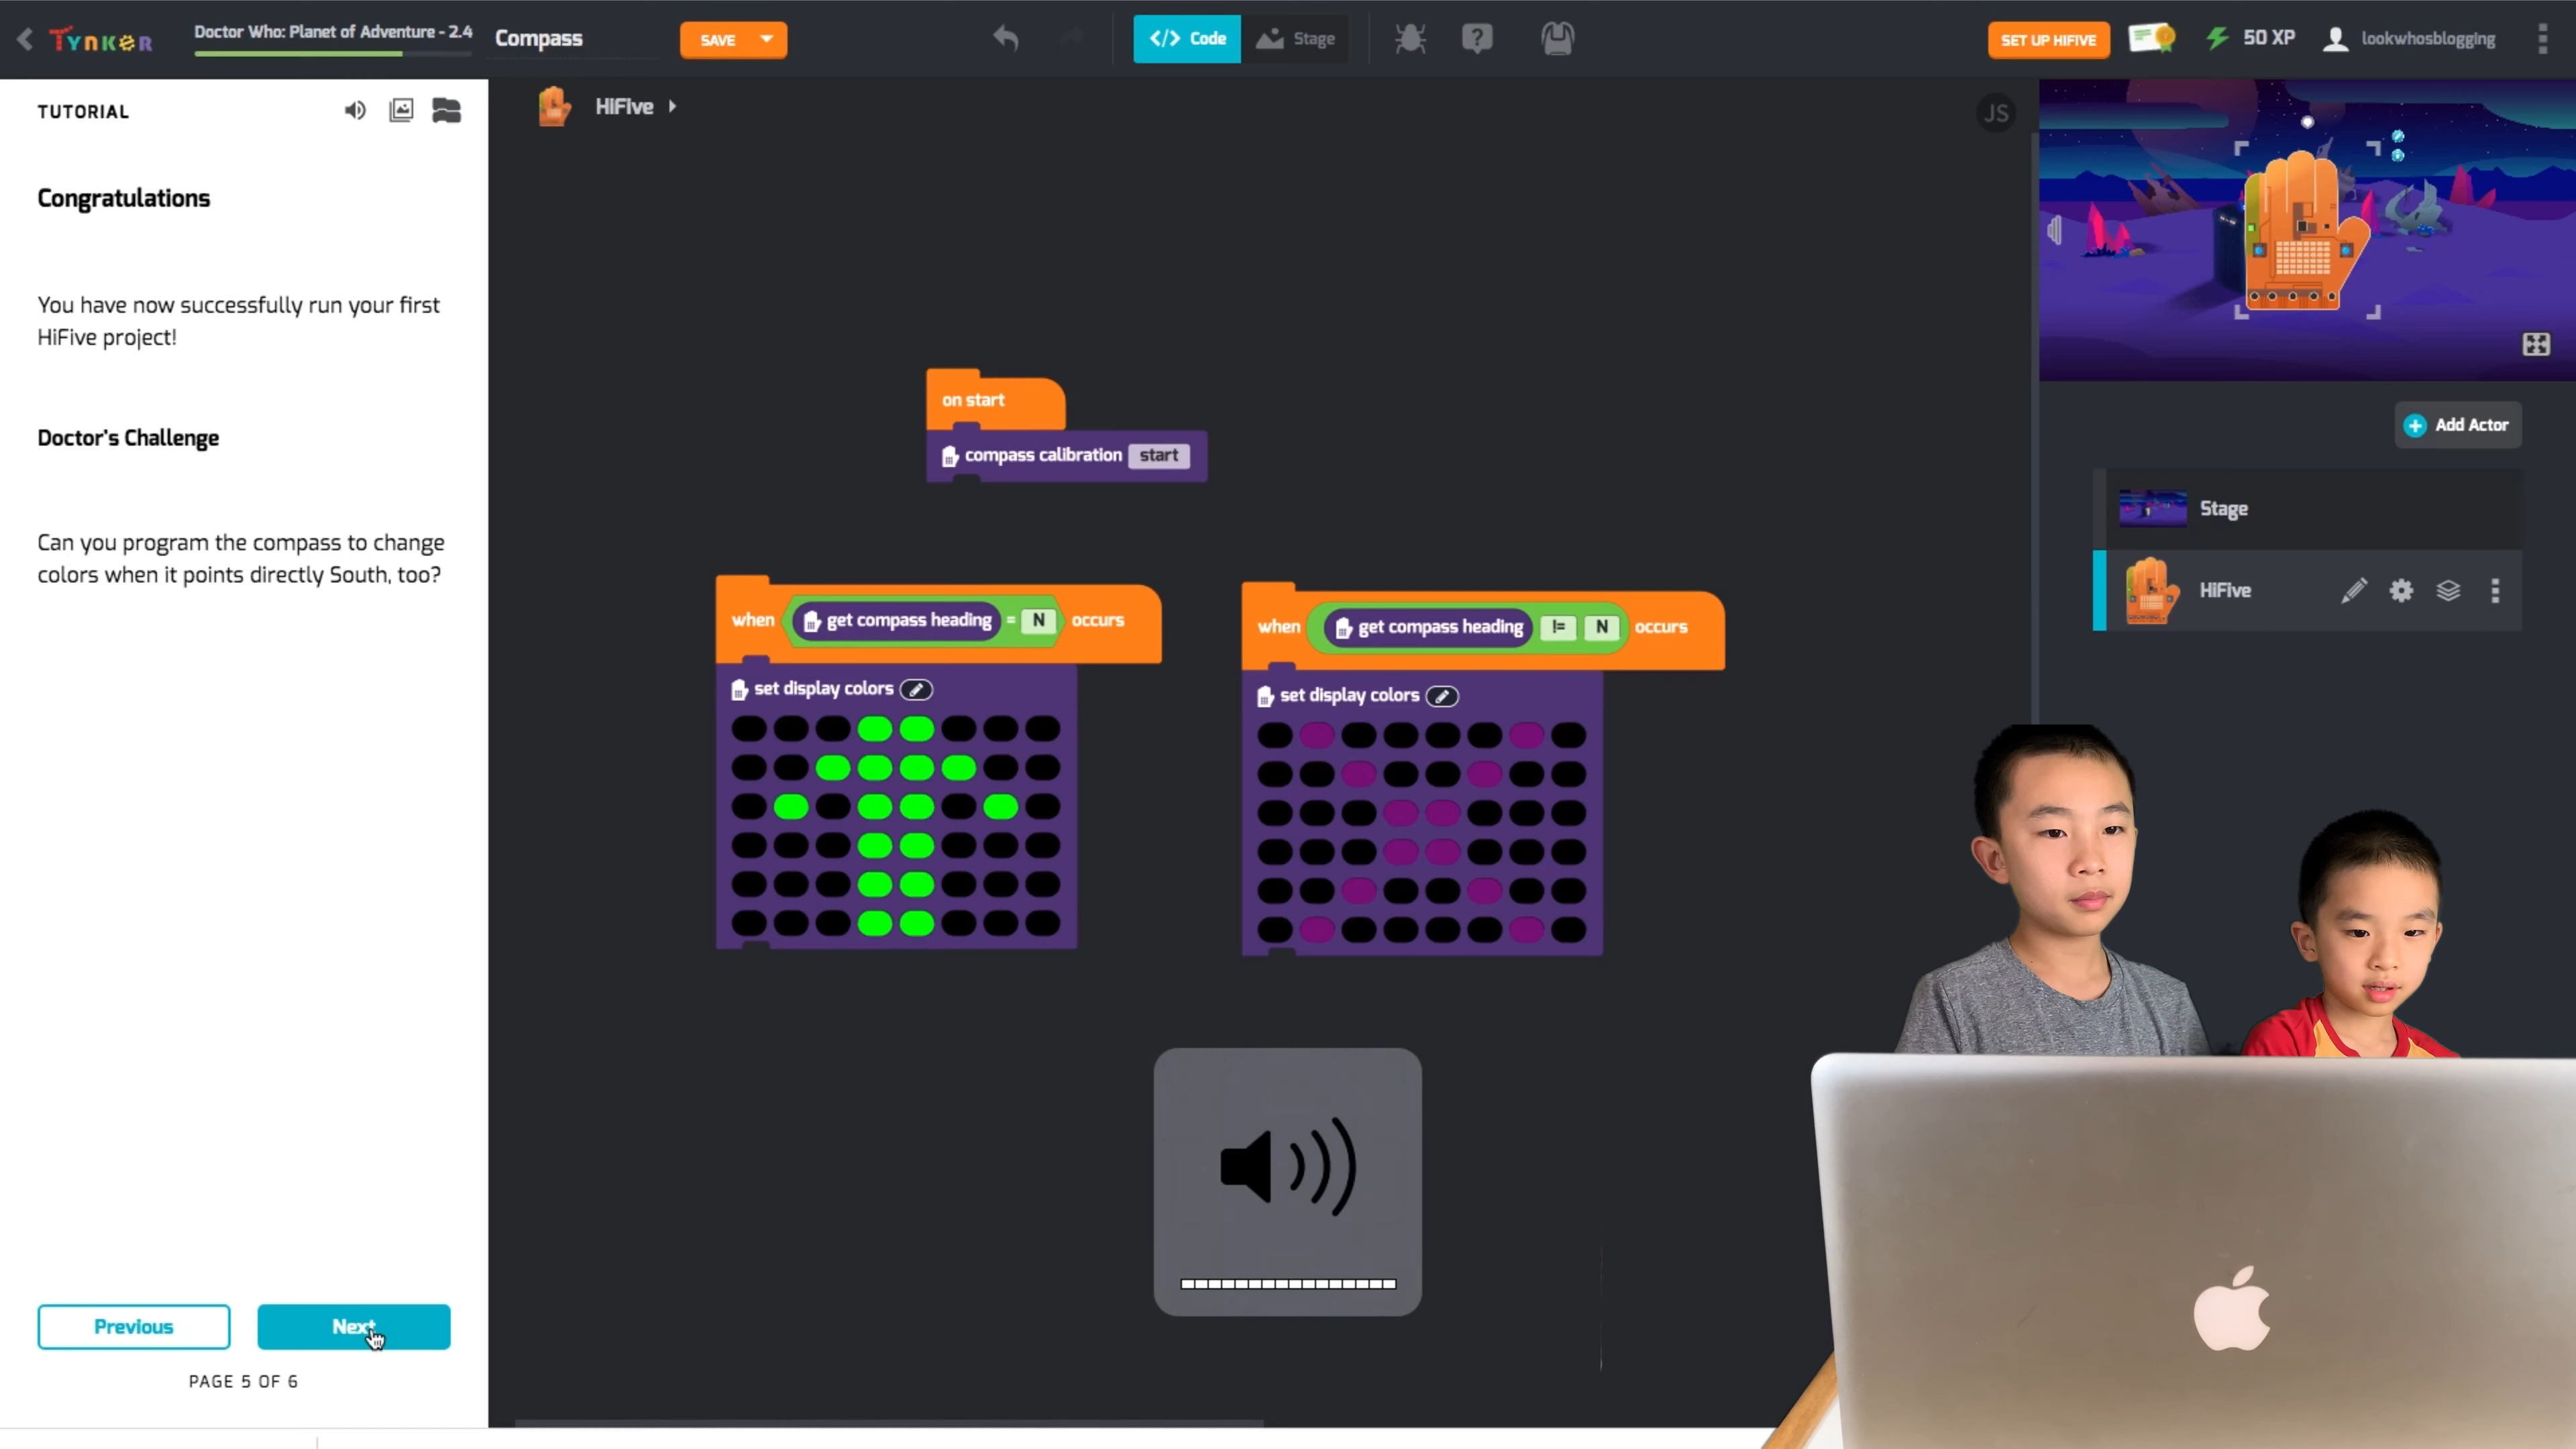 TYNKER
Doctor Who: Planet of Adventure - 2.4
Compass
SAVE
</> Code
Stage
SET UP HIFIVE
50 XP
lookwhosblogging
TUTORIAL
HiFive
JS
Congratulations
You have now successfully run your first
HiFive project!
Doctor's Challenge
Can you program the compass to change
colors when it points directly South, too?
on start
compass calibration start
when get compass heading = N occurs
set display colors
when get compass heading != N occurs
set display colors
Add Actor
Stage
HiFive
Previous
Next
PAGE 5 OF 6